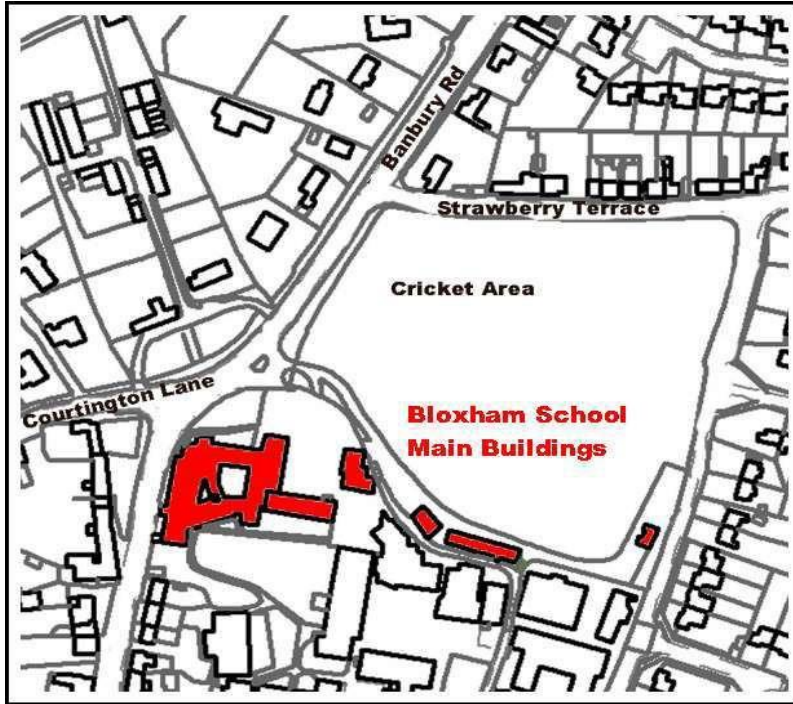 Banbury Rd
Strawberry Terrace
Cricket Area
Courtington Lane
Bloxham School
Main Buildings